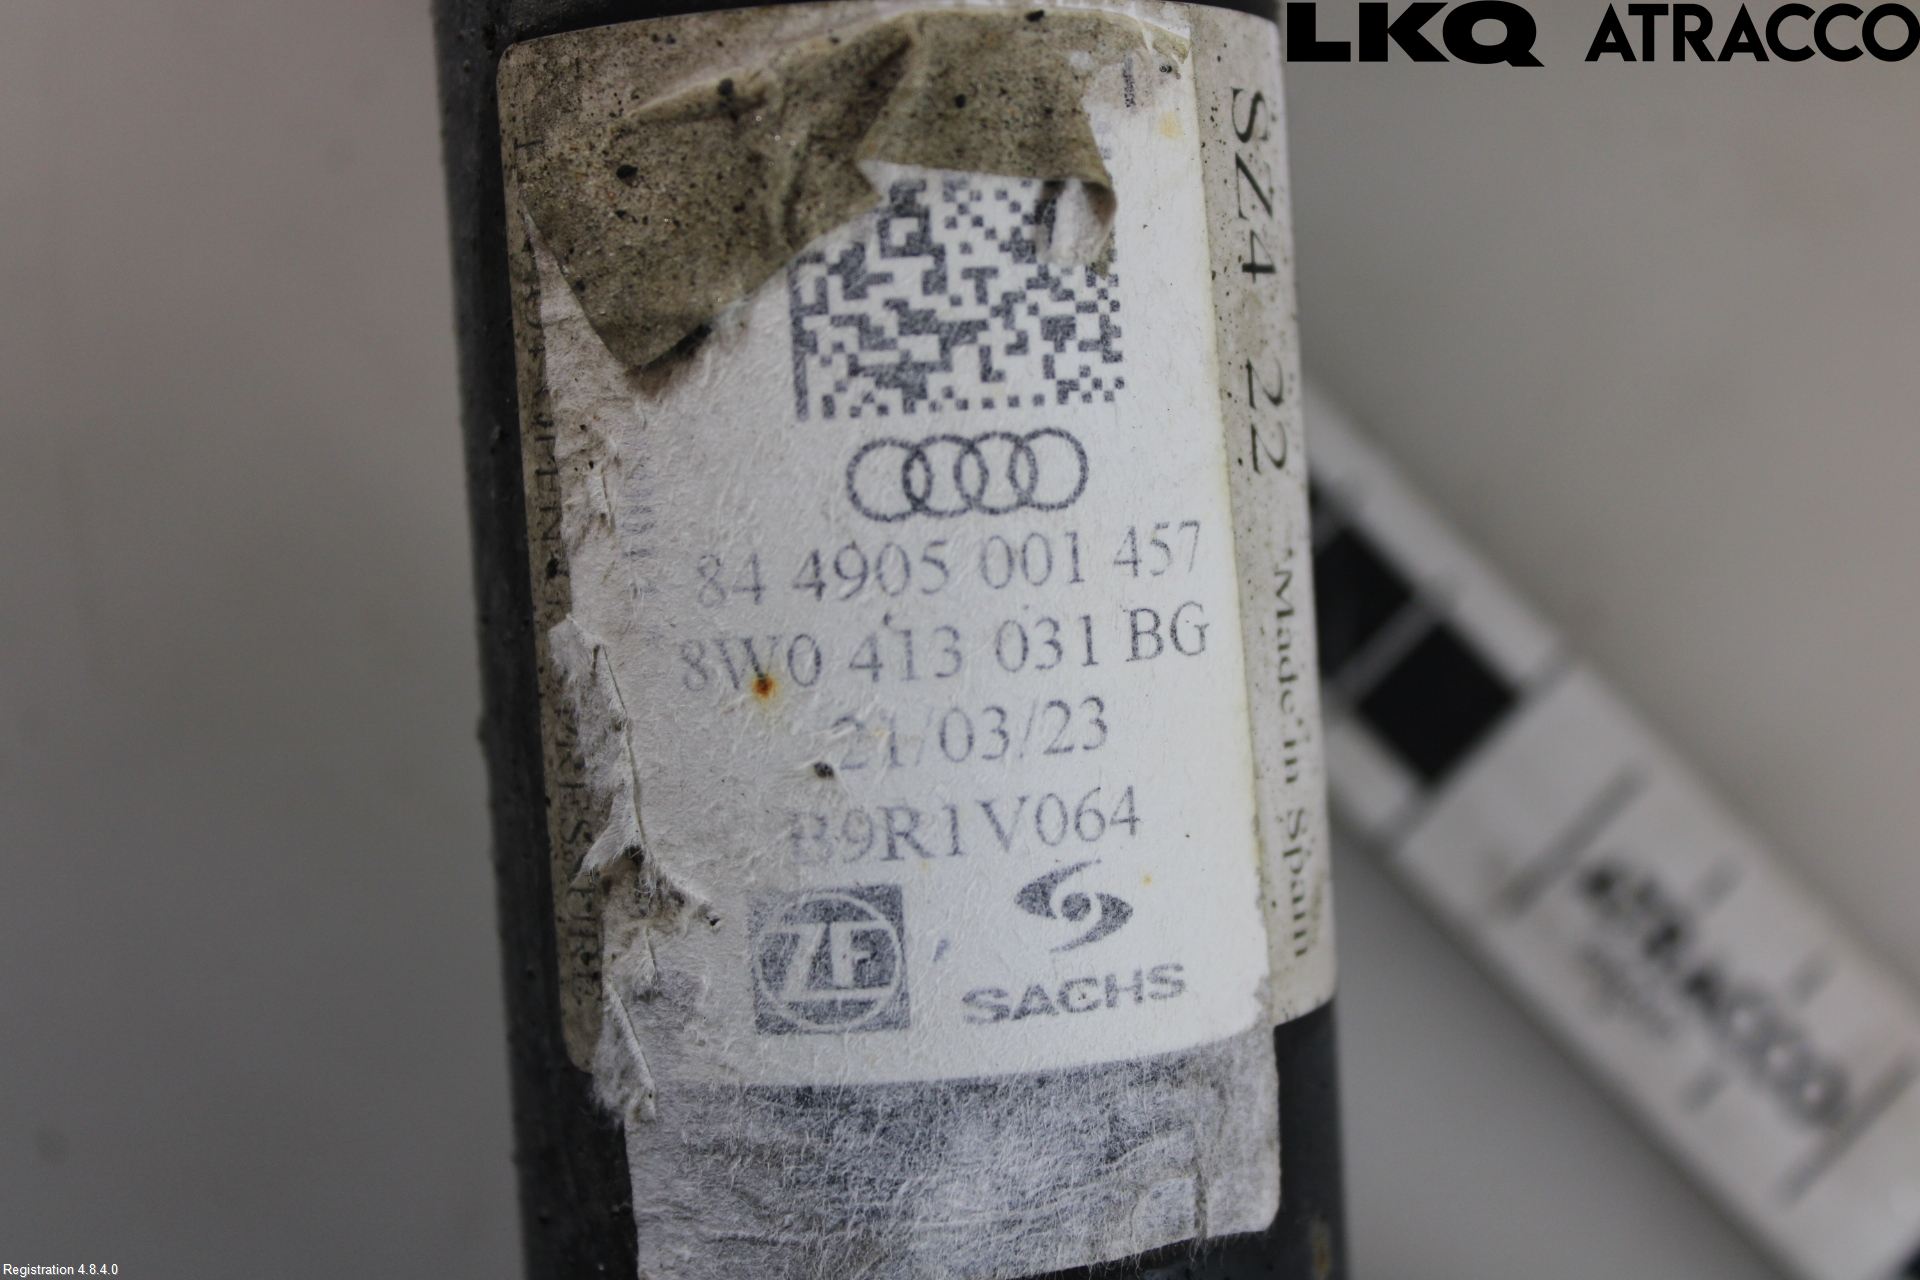 LKQ ATRACCO
SZ4 22 Made in Spain
84 4905 001 457
8W0 413 031 BG
21/03/23
B9R1V064
ZF
SACHS
Registration 4.8.4.0